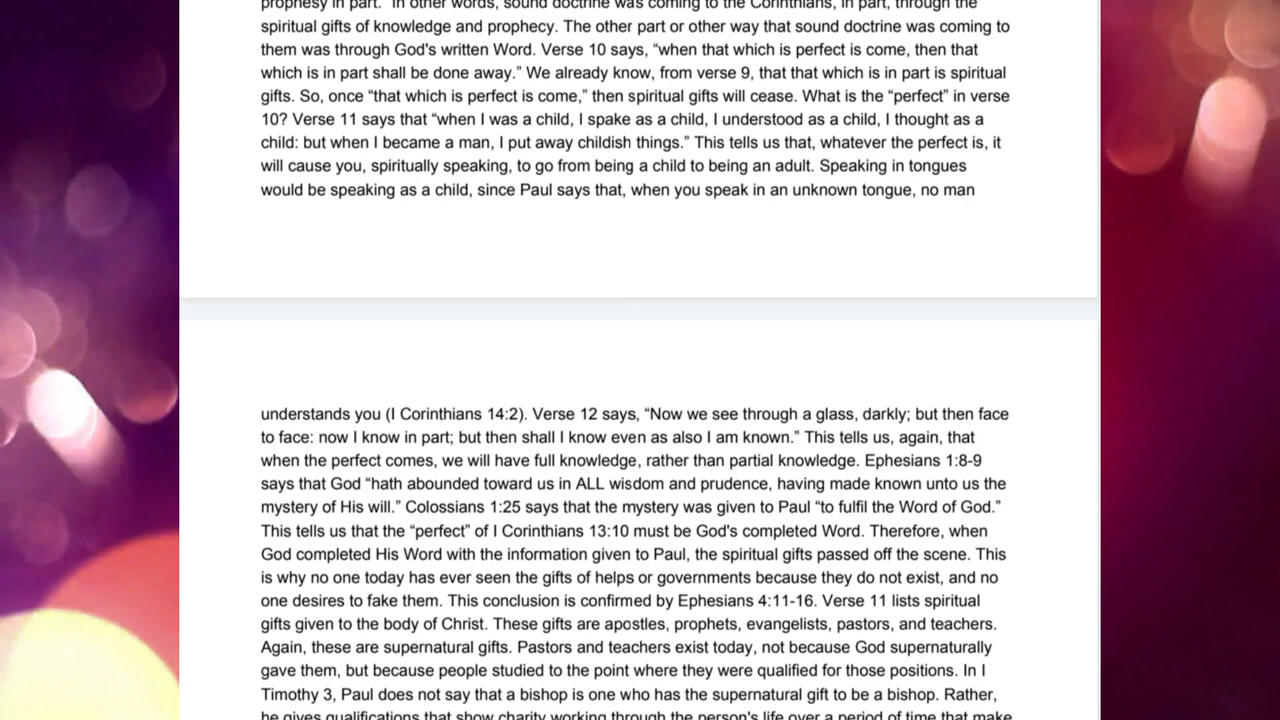 prophesy in part." In other words, sound doctrine was coming to the Corinthians, in part, through the
spiritual gifts of knowledge and prophecy. The other part or other way that sound doctrine was coming to
them was through God's written Word. Verse 10 says, “when that which is perfect is come, then that
which is in part shall be done away.” We already know, from verse 9, that that which is in part is spiritual
gifts. So, once “that which is perfect is come,” then spiritual gifts will cease. What is the “perfect” in verse
10? Verse 11 says that “when I was a child, I spake as a child, I understood as a child, I thought as a
child: but when I became a man, I put away childish things.” This tells us that, whatever the perfect is, it
will cause you, spiritually speaking, to go from being a child to being an adult. Speaking in tongues
would be speaking as a child, since Paul says that, when you speak in an unknown tongue, no man
understands you (I Corinthians 14:2). Verse 12 says, “Now we see through a glass, darkly; but then face
to face: now I know in part; but then shall I know even as also I am known.” This tells us, again, that
when the perfect comes, we will have full knowledge, rather than partial knowledge. Ephesians 1:8-9
says that God “hath abounded toward us in ALL wisdom and prudence, having made known unto us the
mystery of His will.” Colossians 1:25 says that the mystery was given to Paul “to fulfil the Word of God.”
This tells us that the “perfect” of I Corinthians 13:10 must be God's completed Word. Therefore, when
God completed His Word with the information given to Paul, the spiritual gifts passed off the scene. This
is why no one today has ever seen the gifts of helps or governments because they do not exist, and no
one desires to fake them. This conclusion is confirmed by Ephesians 4:11-16. Verse 11 lists spiritual
gifts given to the body of Christ. These gifts are apostles, prophets, evangelists, pastors, and teachers.
Again, these are supernatural gifts. Pastors and teachers exist today, not because God supernaturally
gave them, but because people studied to the point where they were qualified for those positions. In I
Timothy 3, Paul does not say that a bishop is one who has the supernatural gift to be a bishop. Rather,
he gives qualifications that show charity working through the person's life over a period of time that make